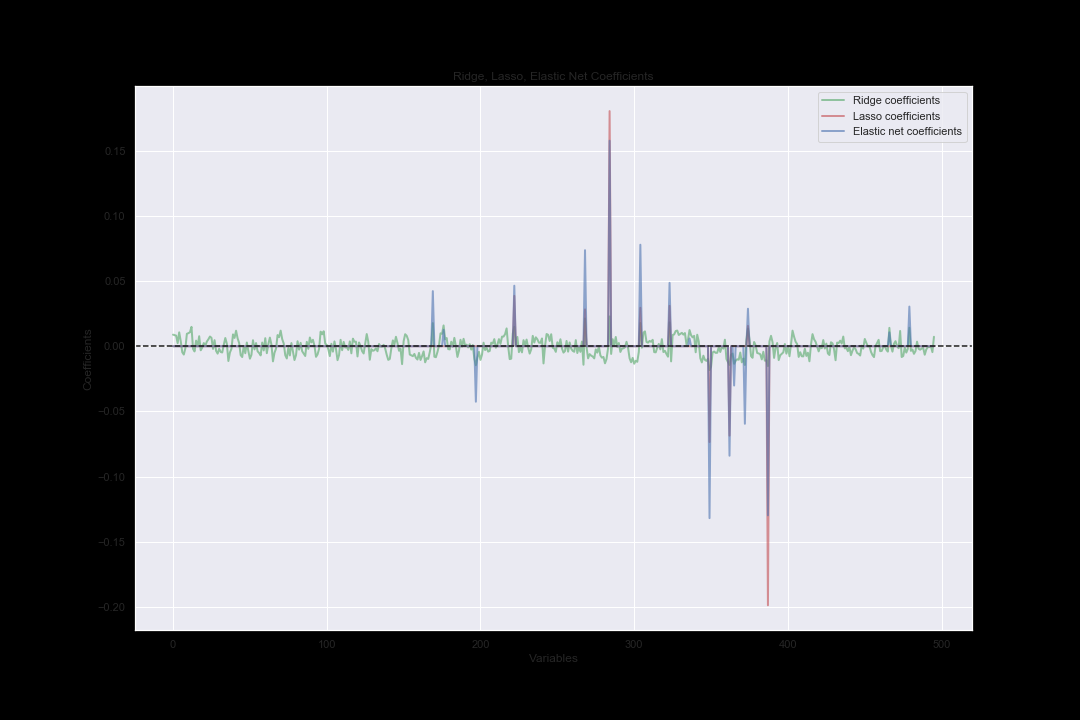 Ridge, Lasso, Elastic Net Coefficients
Ridge coefficients
Lasso coefficients
Elastic net coefficients
0.15
0.10
0.05
0.00
−0.05
−0.10
−0.15
−0.20
Coefficients
0 100 200 300 400 500
Variables